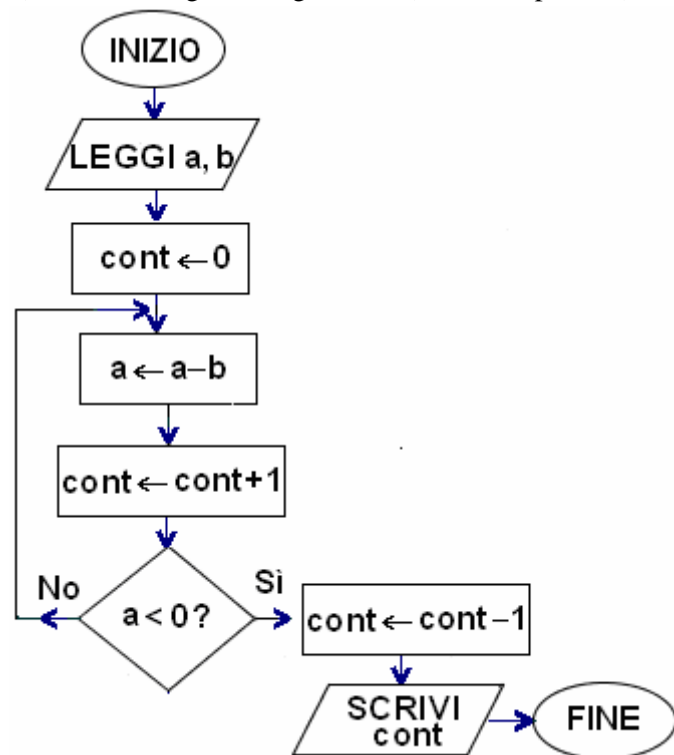 INIZIO
LEGGI a, b
cont ← 0
a ← a–b
cont ← cont+1
No
a < 0?
Sì
cont ← cont–1
SCRIVI
cont
FINE